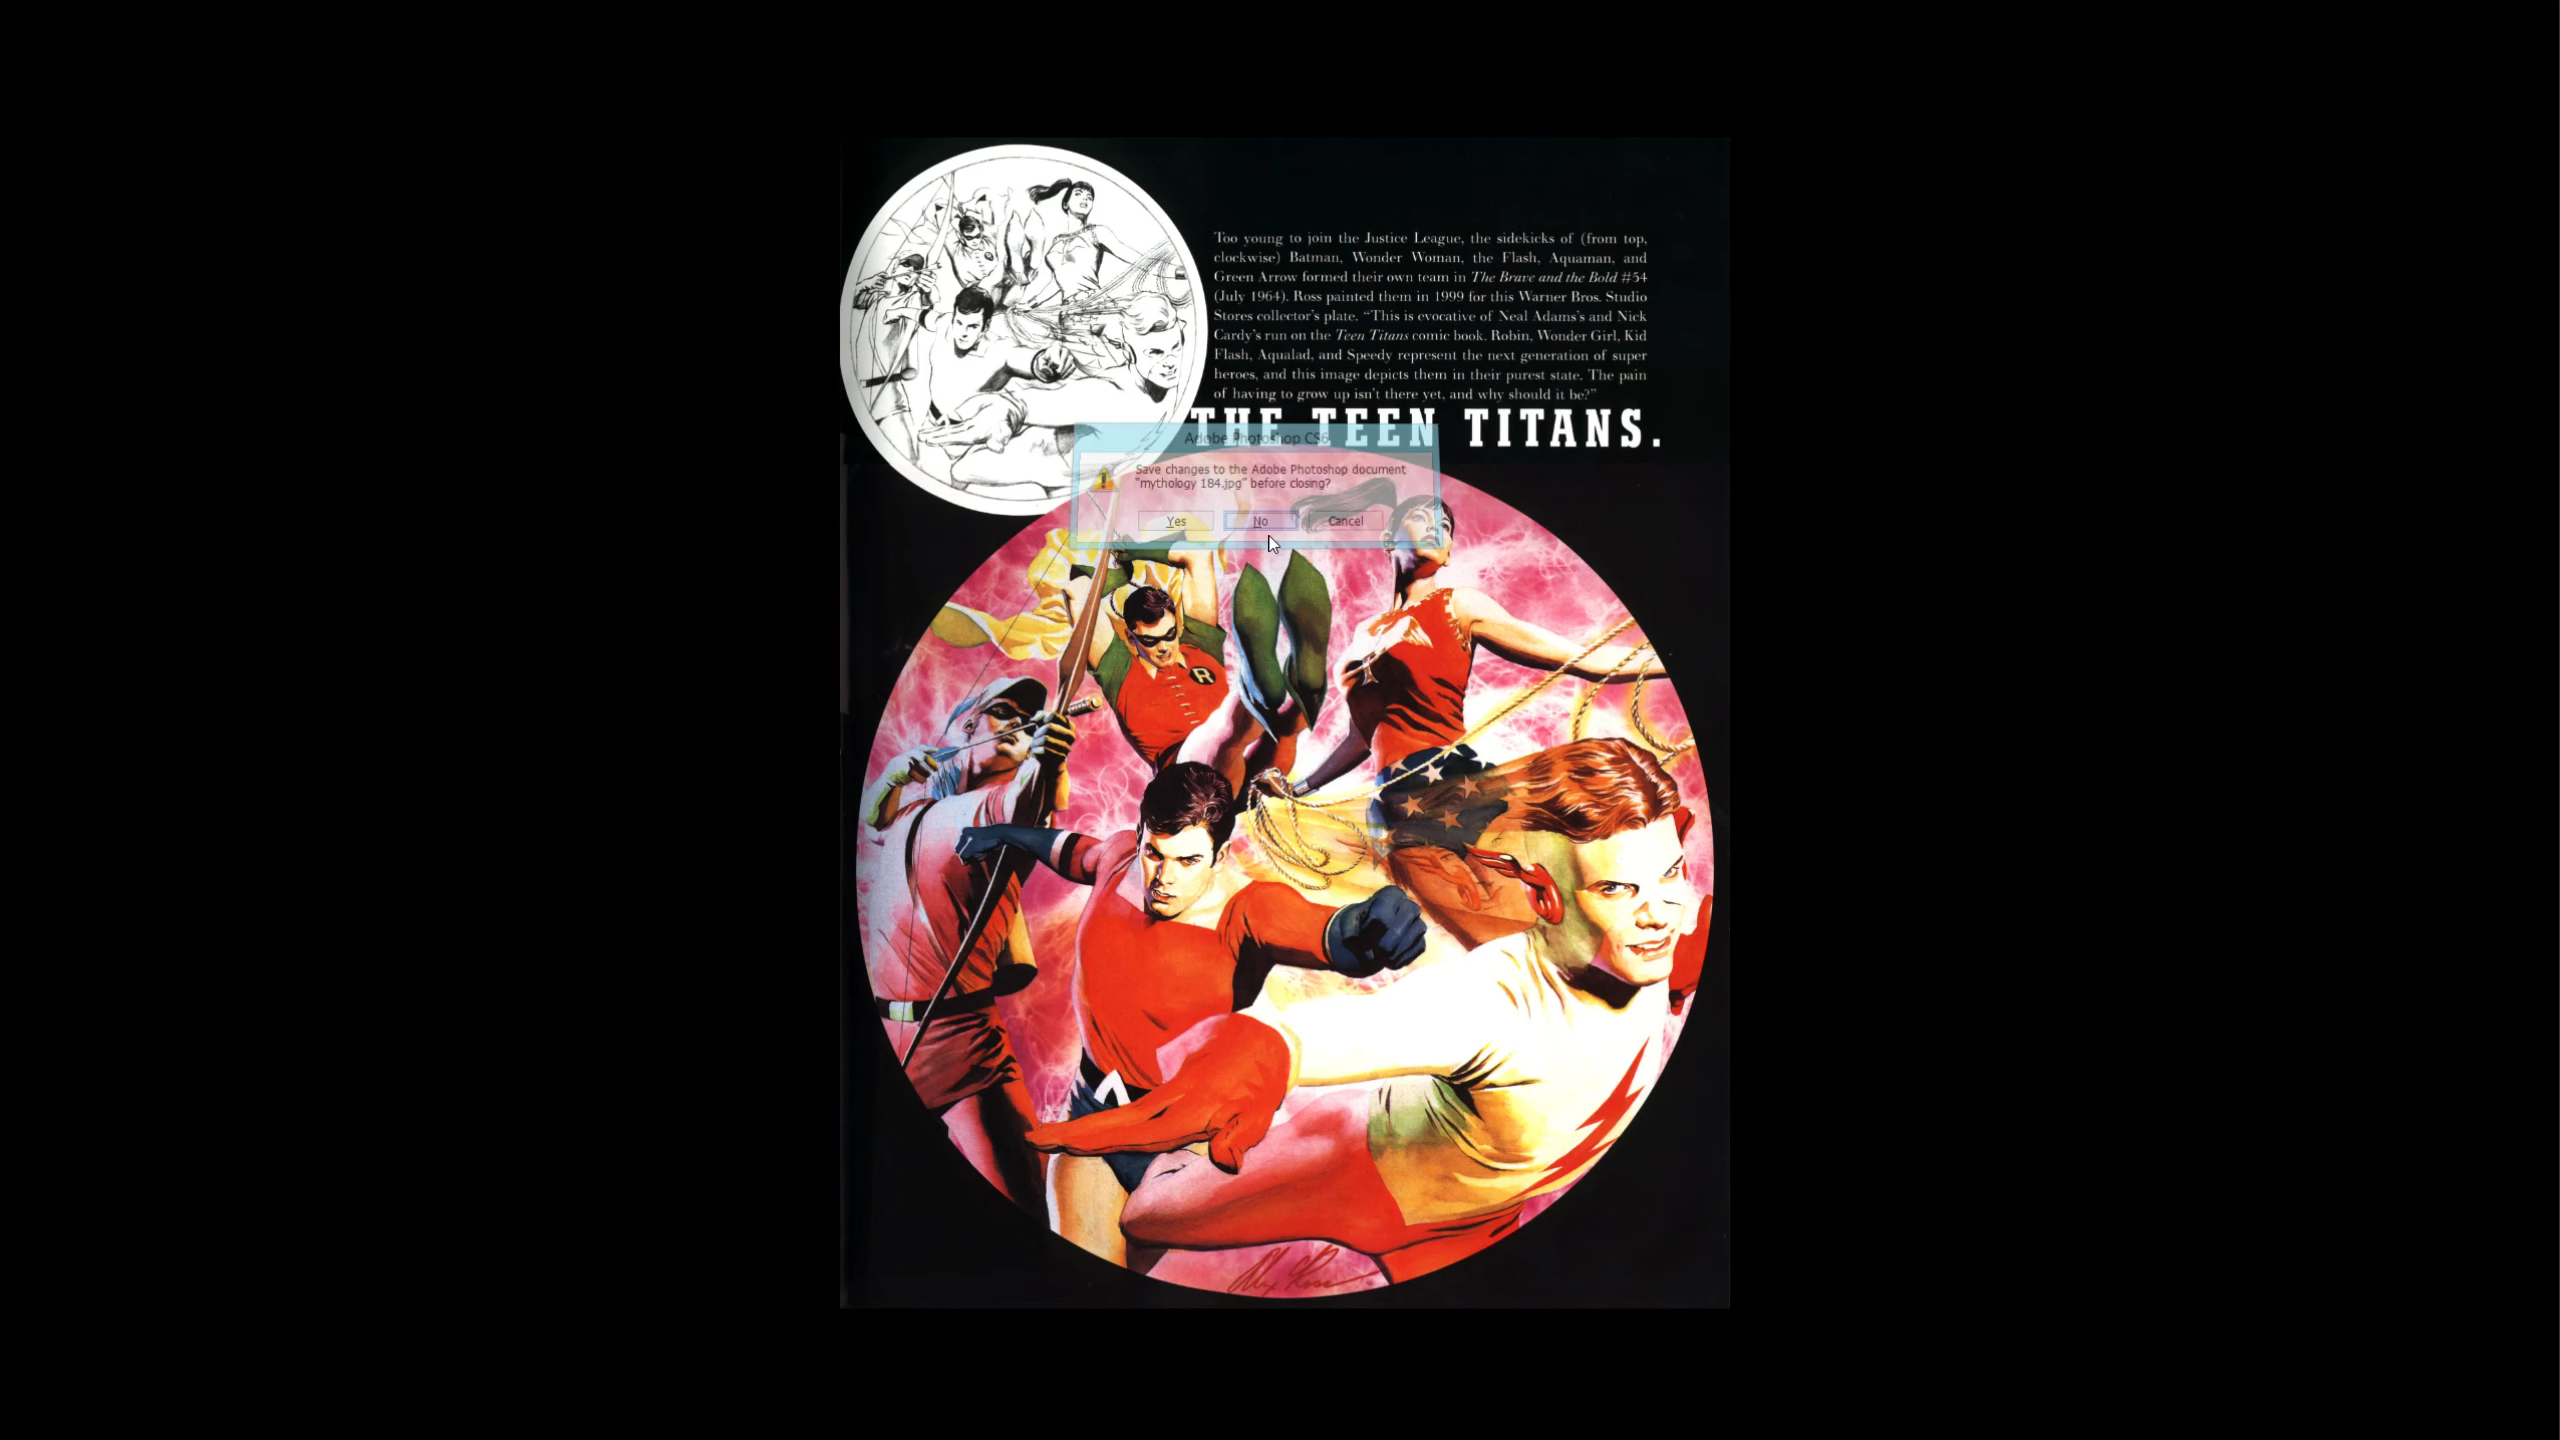 Too young to join the Justice League, the sidekicks of (from top,
clockwise) Batman, Wonder Woman, the Flash, Aquaman, and
Green Arrow formed their own team in The Brave and the Bold #54
(July 1964). Ross painted them in 1999 for this Warner Bros. Studio
Stores collector's plate. “This is evocative of Neal Adams's and Nick
Cardy's run on the Teen Titans comic book. Robin, Wonder Girl, Kid
Flash, Aqualad, and Speedy represent the next generation of super
heroes, and this image depicts them in their purest state. The pain
of having to grow up isn't there yet, and why should it be?”
THE TEEN TITANS.
Adobe Photoshop CS6
Save changes to the Adobe Photoshop document
“mythology 184.jpg” before closing?
Yes No Cancel
R
A
Alex Ross